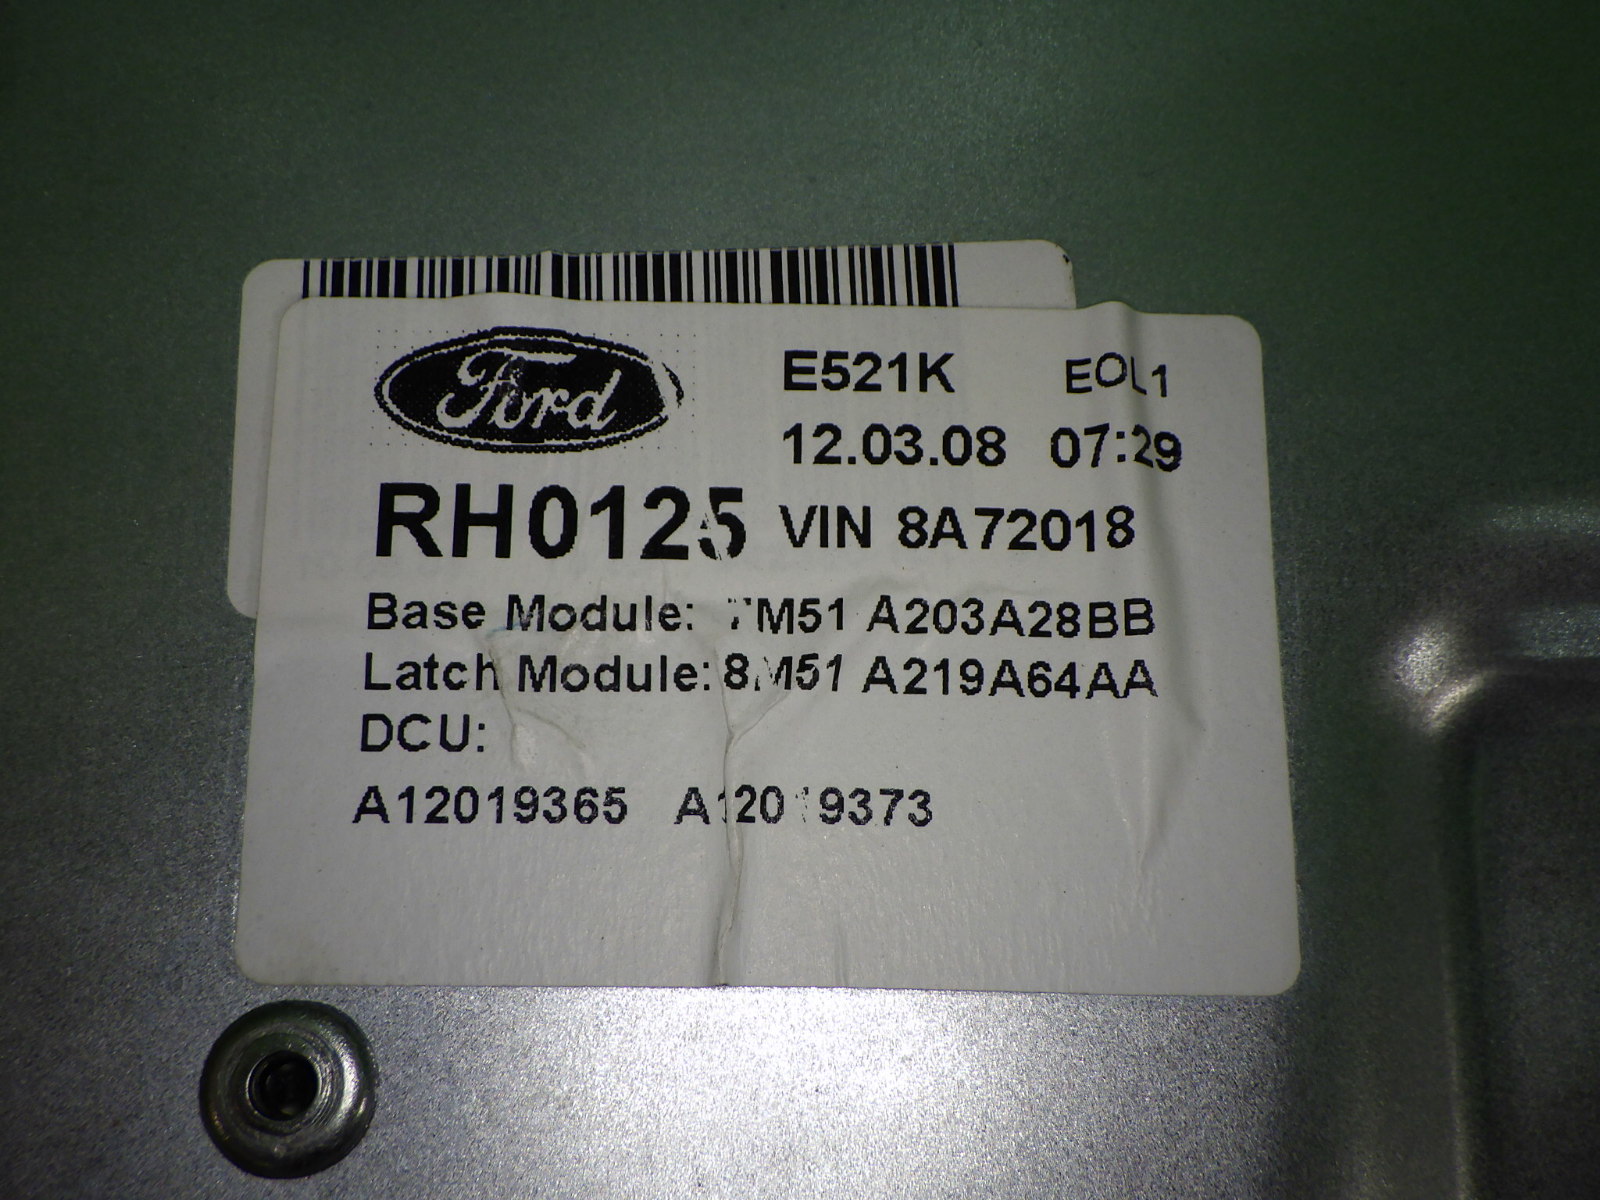 Ford
E521K EOL1
12.03.08 07:29
RH0125 VIN 8A72018
Base Module: 7M51 A203A28BB
Latch Module: 8M51 A219A64AA
DCU:
A12019365 A12019373